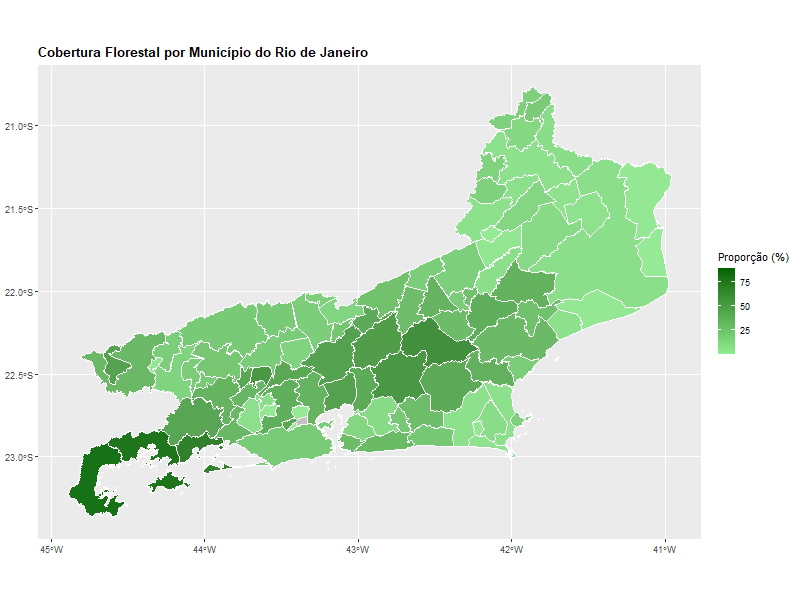 Cobertura Florestal por Município do Rio de Janeiro
21.0°S
21.5°S
22.0°S
22.5°S
23.0°S
45°W
44°W
43°W
42°W
41°W
Proporção (%)
75
50
25